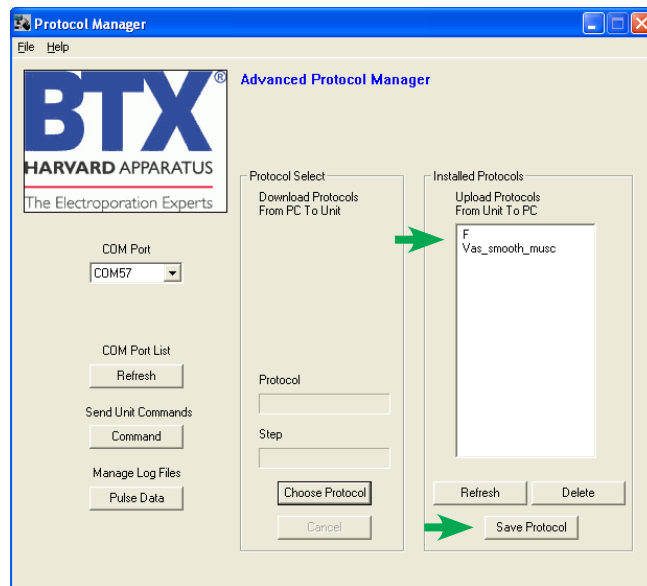 Protocol Manager
File Help
BTX®
HARVARD APPARATUS
The Electroporation Experts
Advanced Protocol Manager
COM Port
COM57
COM Port List
Refresh
Send Unit Commands
Command
Manage Log Files
Pulse Data
Protocol Select
Download Protocols
From PC To Unit
Protocol
Step
Choose Protocol
Cancel
Installed Protocols
Upload Protocols
From Unit To PC
F
Vas_smooth_musc
Refresh Delete
Save Protocol